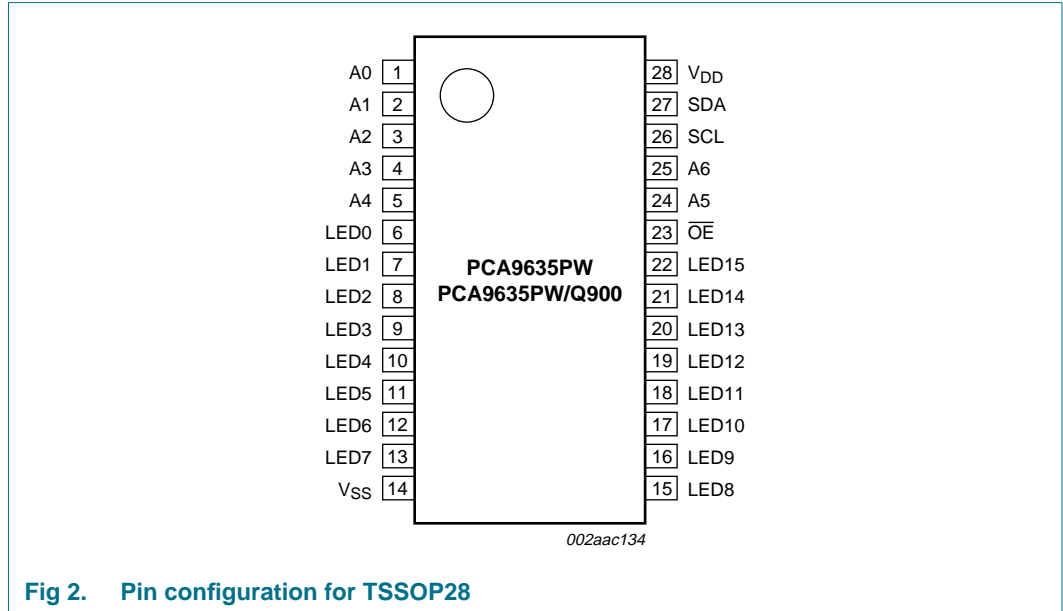 A0 1 28 VDD
A1 2 27 SDA
A2 3 26 SCL
A3 4 25 A6
A4 5 24 A5
LED0 6 23 O̅E̅
LED1 7 PCA9635PW 22 LED15
LED2 8 PCA9635PW/Q900 21 LED14
LED3 9 20 LED13
LED4 10 19 LED12
LED5 11 18 LED11
LED6 12 17 LED10
LED7 13 16 LED9
VSS 14 15 LED8
002aac134
Fig 2. Pin configuration for TSSOP28